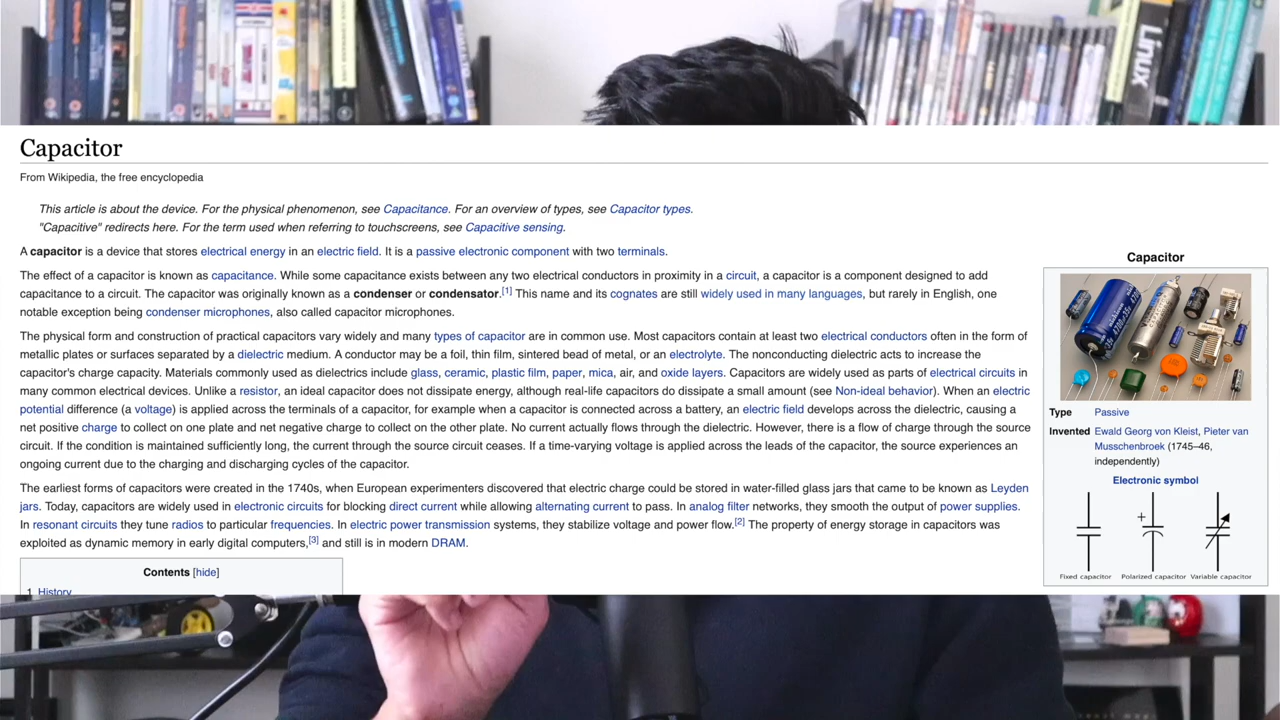 Linux
Capacitor
From Wikipedia, the free encyclopedia
This article is about the device. For the physical phenomenon, see Capacitance. For an overview of types, see Capacitor types.
"Capacitive" redirects here. For the term used when referring to touchscreens, see Capacitive sensing.
A capacitor is a device that stores electrical energy in an electric field. It is a passive electronic component with two terminals.
The effect of a capacitor is known as capacitance. While some capacitance exists between any two electrical conductors in proximity in a circuit, a capacitor is a component designed to add
capacitance to a circuit. The capacitor was originally known as a condenser or condensator.[1] This name and its cognates are still widely used in many languages, but rarely in English, one
notable exception being condenser microphones, also called capacitor microphones.
The physical form and construction of practical capacitors vary widely and many types of capacitor are in common use. Most capacitors contain at least two electrical conductors often in the form of
metallic plates or surfaces separated by a dielectric medium. A conductor may be a foil, thin film, sintered bead of metal, or an electrolyte. The nonconducting dielectric acts to increase the
capacitor's charge capacity. Materials commonly used as dielectrics include glass, ceramic, plastic film, paper, mica, air, and oxide layers. Capacitors are widely used as parts of electrical circuits in
many common electrical devices. Unlike a resistor, an ideal capacitor does not dissipate energy, although real-life capacitors do dissipate a small amount (see Non-ideal behavior). When an electric
potential difference (a voltage) is applied across the terminals of a capacitor, for example when a capacitor is connected across a battery, an electric field develops across the dielectric, causing a
net positive charge to collect on one plate and net negative charge to collect on the other plate. No current actually flows through the dielectric. However, there is a flow of charge through the source
circuit. If the condition is maintained sufficiently long, the current through the source circuit ceases. If a time-varying voltage is applied across the leads of the capacitor, the source experiences an
ongoing current due to the charging and discharging cycles of the capacitor.
The earliest forms of capacitors were created in the 1740s, when European experimenters discovered that electric charge could be stored in water-filled glass jars that came to be known as Leyden
jars. Today, capacitors are widely used in electronic circuits for blocking direct current while allowing alternating current to pass. In analog filter networks, they smooth the output of power supplies.
In resonant circuits they tune radios to particular frequencies. In electric power transmission systems, they stabilize voltage and power flow.[2] The property of energy storage in capacitors was
exploited as dynamic memory in early digital computers,[3] and still is in modern DRAM.
Contents [hide]
1 History
Capacitor
Type Passive
Invented Ewald Georg von Kleist, Pieter van
Musschenbroek (1745–46,
independently)
Electronic symbol
+
Fixed capacitor Polarized capacitor Variable capacitor